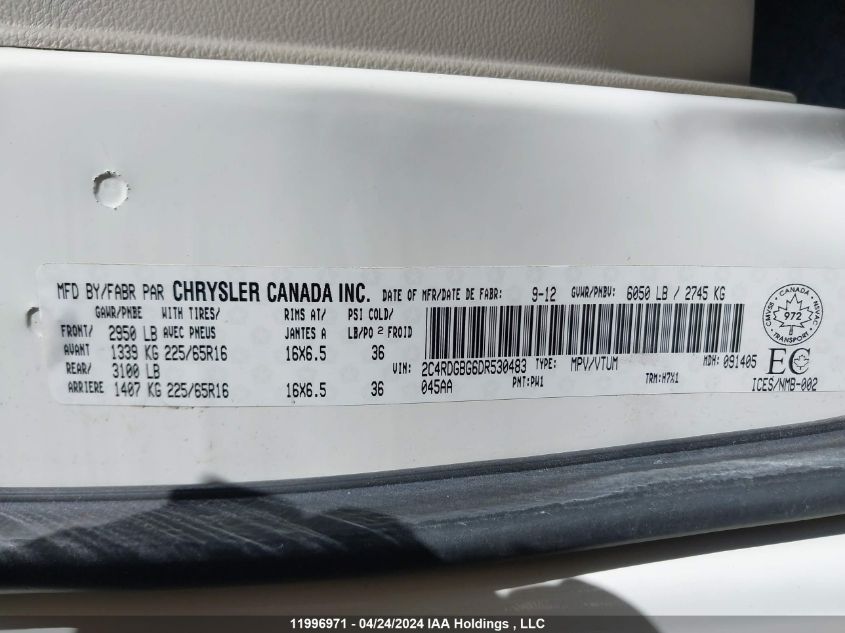 MFD BY/FABR PAR CHRYSLER CANADA INC. DATE OF MFR/DATE DE FABR: 9-12 GVWR/PNBV: 6050 LB / 2745 KG
GAWR/PNBE WITH TIRES/ RIMS AT/ PSI COLD/
FRONT/ 2950 LB AVEC PNEUS JANTES A LB/PO 2 FROID
AVANT 1339 KG 225/65R16 16X6.5 36
REAR/ 3100 LB
ARRIERE 1407 KG 225/65R16 16X6.5 36
VIN: 2C4RDGBG6DR530483 TYPE: MPV/VTUM MDH: 091405
045AA PNT:PW1 TRM:H7X1
CMVSS CANADA NSVAC
972
TRANSPORT
EC
ICES/NMB-002
11996971 - 04/24/2024 IAA Holdings , LLC